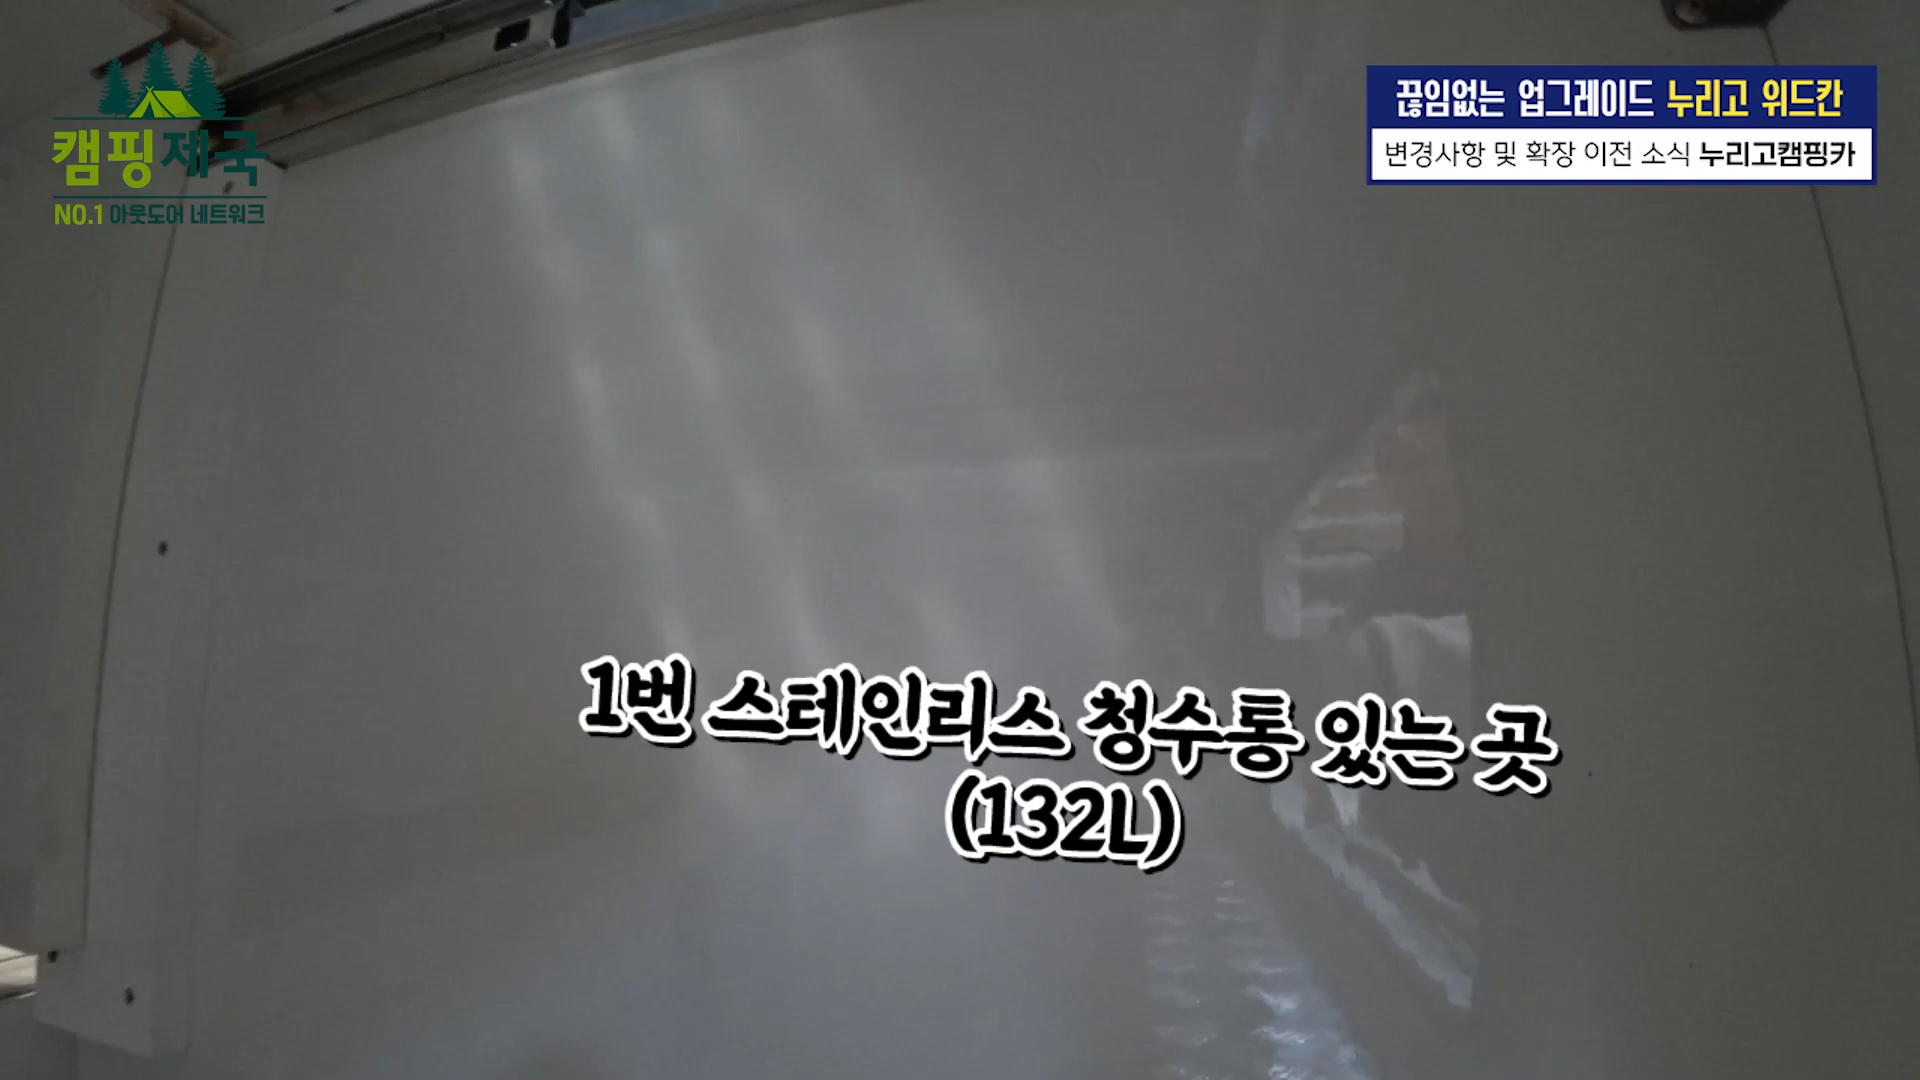 캠핑제국
NO.1 아웃도어 네트워크
끊임없는 업그레이드 누리고 위드칸
변경사항 및 확장 이전 소식 누리고캠핑카
1번 스테인리스 청수통 있는 곳
(132L)